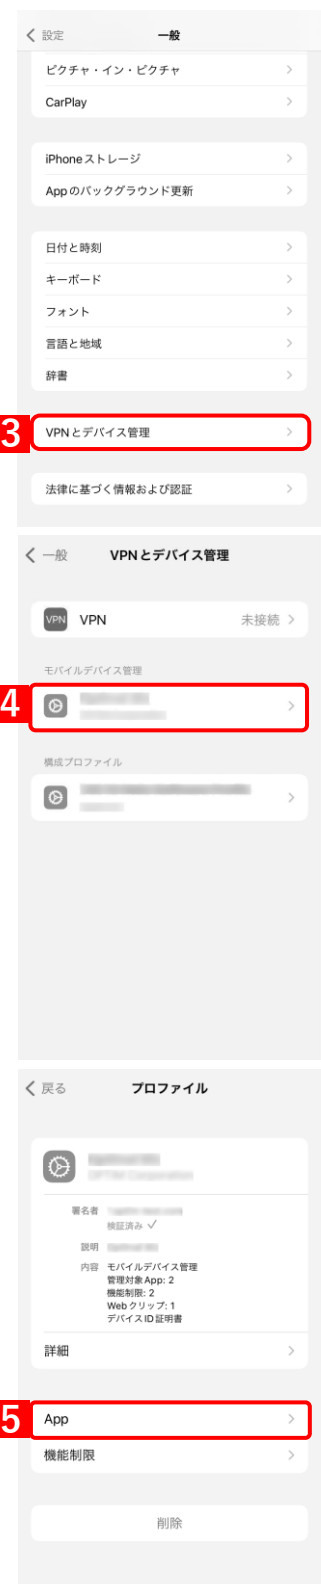 設定
一般
ピクチャ・イン・ピクチャ
CarPlay
iPhoneストレージ
Appのバックグラウンド更新
日付と時刻
キーボード
フォント
言語と地域
辞書
3
VPNとデバイス管理
法律に基づく情報および認証
一般
VPNとデバイス管理
VPN VPN 未接続
モバイルデバイス管理
4
構成プロファイル
戻る
プロファイル
署名者
検証済み ✓
説明
内容 モバイルデバイス管理
管理対象App: 2
機能制限: 2
Webクリップ: 1
デバイスID証明書
詳細
5
App
機能制限
削除